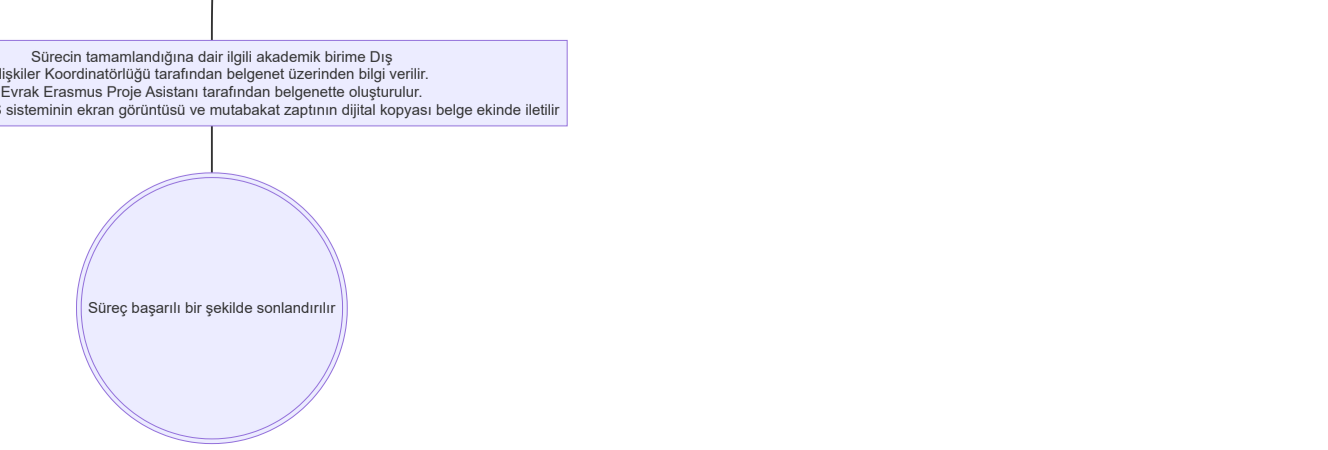 Sürecin tamamlandığına dair ilgili akademik birime Dış
Koordinatörlüğü tarafından belgenet üzerinden bilgi verilir.
Evrak Erasmus Proje Asistanı tarafından belgenette oluşturulur.
sisteminin ekran görüntüsü ve mutabakat zaptının dijital kopyası belge ekinde iletilir
Süreç başarılı bir şekilde sonlandırılır